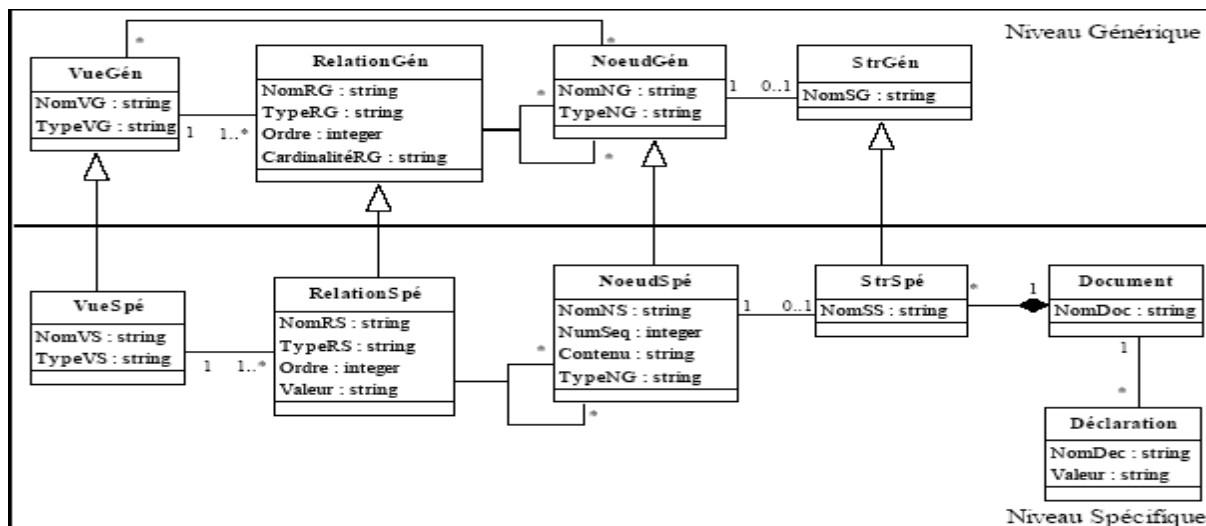 Niveau Générique
*
*
VueGén
NomVG : string
TypeVG : string
1
1..*
RelationGén
NomRG : string
TypeRG : string
Ordre : integer
CardinalitéRG : string
*
*
NoeudGén
NomNG : string
TypeNG : string
1
0..1
StrGén
NomSG : string
VueSpé
NomVS : string
TypeVS : string
1
1..*
RelationSpé
NomRS : string
TypeRS : string
Ordre : integer
Valeur : string
*
*
NoeudSpé
NomNS : string
NumSeq : integer
Contenu : string
TypeNG : string
1
0..1
StrSpé
NomSS : string
*
1
Document
NomDoc : string
1
*
Déclaration
NomDec : string
Valeur : string
Niveau Spécifique